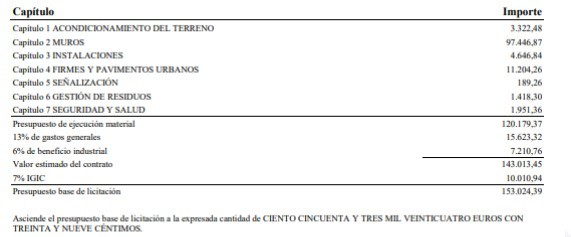 Capítulo Importe
Capítulo 1 ACONDICIONAMIENTO DEL TERRENO 3.322,48
Capítulo 2 MUROS 97.446,87
Capítulo 3 INSTALACIONES 4.646,84
Capítulo 4 FIRMES Y PAVIMENTOS URBANOS 11.204,26
Capítulo 5 SEÑALIZACIÓN 189,26
Capítulo 6 GESTIÓN DE RESIDUOS 1.418,30
Capítulo 7 SEGURIDAD Y SALUD 1.951,36
Presupuesto de ejecución material 120.179,37
13% de gastos generales 15.623,32
6% de beneficio industrial 7.210,76
Valor estimado del contrato 143.013,45
7% IGIC 10.010,94
Presupuesto base de licitación 153.024,39
Asciende el presupuesto base de licitación a la expresada cantidad de CIENTO CINCUENTA Y TRES MIL VEINTICUATRO EUROS CON
TREINTA Y NUEVE CÉNTIMOS.